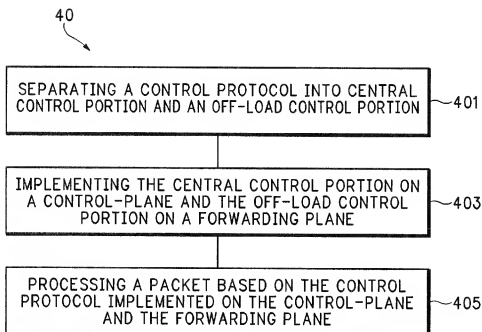 40
SEPARATING A CONTROL PROTOCOL INTO CENTRAL
CONTROL PORTION AND AN OFF-LOAD CONTROL PORTION
401
IMPLEMENTING THE CENTRAL CONTROL PORTION ON
A CONTROL-PLANE AND THE OFF-LOAD CONTROL
PORTION ON A FORWARDING PLANE
403
PROCESSING A PACKET BASED ON THE CONTROL
PROTOCOL IMPLEMENTED ON THE CONTROL-PLANE
AND THE FORWARDING PLANE
405